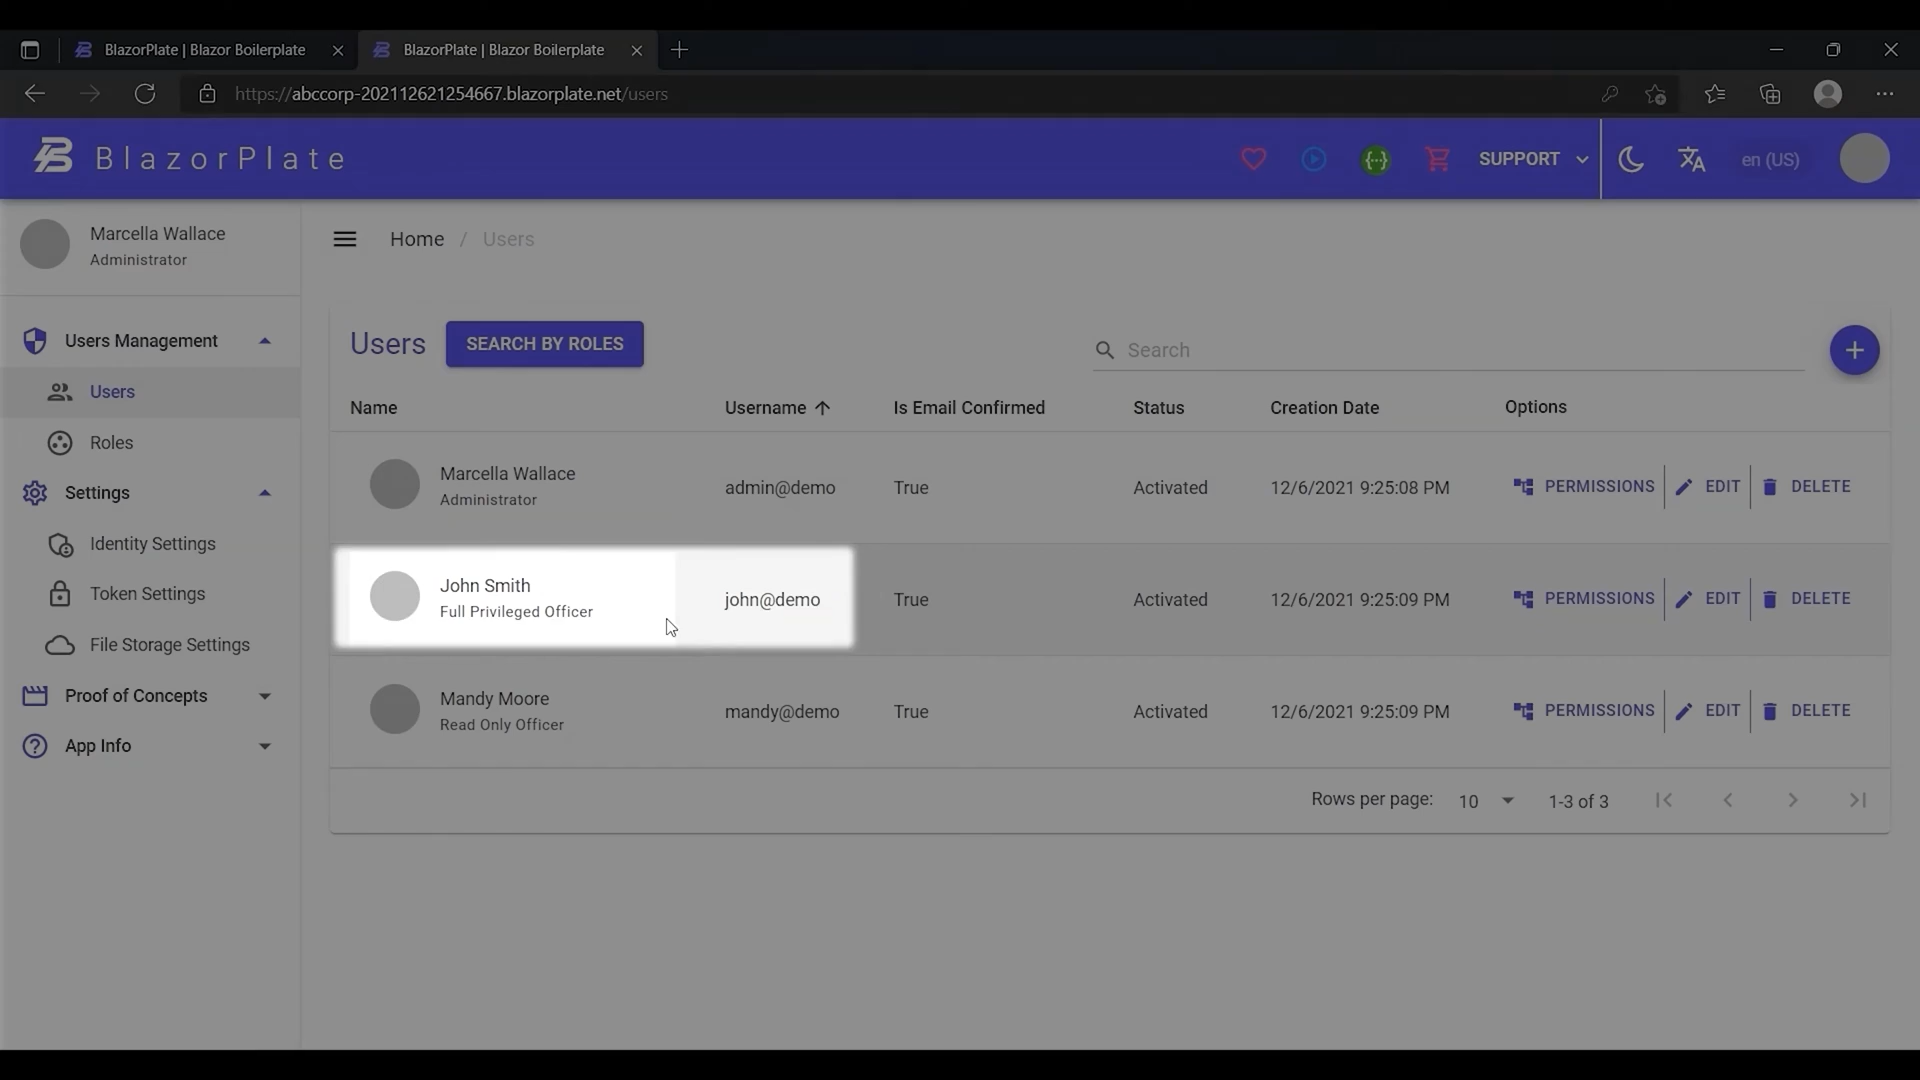 BlazorPlate | Blazor Boilerplate
BlazorPlate | Blazor Boilerplate
https://abccorp-202112621254667.blazorplate.net/users
BlazorPlate
SUPPORT
en (US)
Marcella Wallace
Administrator
Home / Users
Users Management
Users
Roles
Settings
Identity Settings
Token Settings
File Storage Settings
Proof of Concepts
App Info
Users
SEARCH BY ROLES
Search
Name Username Is Email Confirmed Status Creation Date Options
Marcella Wallace
Administrator
admin@demo True Activated 12/6/2021 9:25:08 PM PERMISSIONS EDIT DELETE
John Smith
Full Privileged Officer
john@demo True Activated 12/6/2021 9:25:09 PM PERMISSIONS EDIT DELETE
Mandy Moore
Read Only Officer
mandy@demo True Activated 12/6/2021 9:25:09 PM PERMISSIONS EDIT DELETE
Rows per page: 10 1-3 of 3